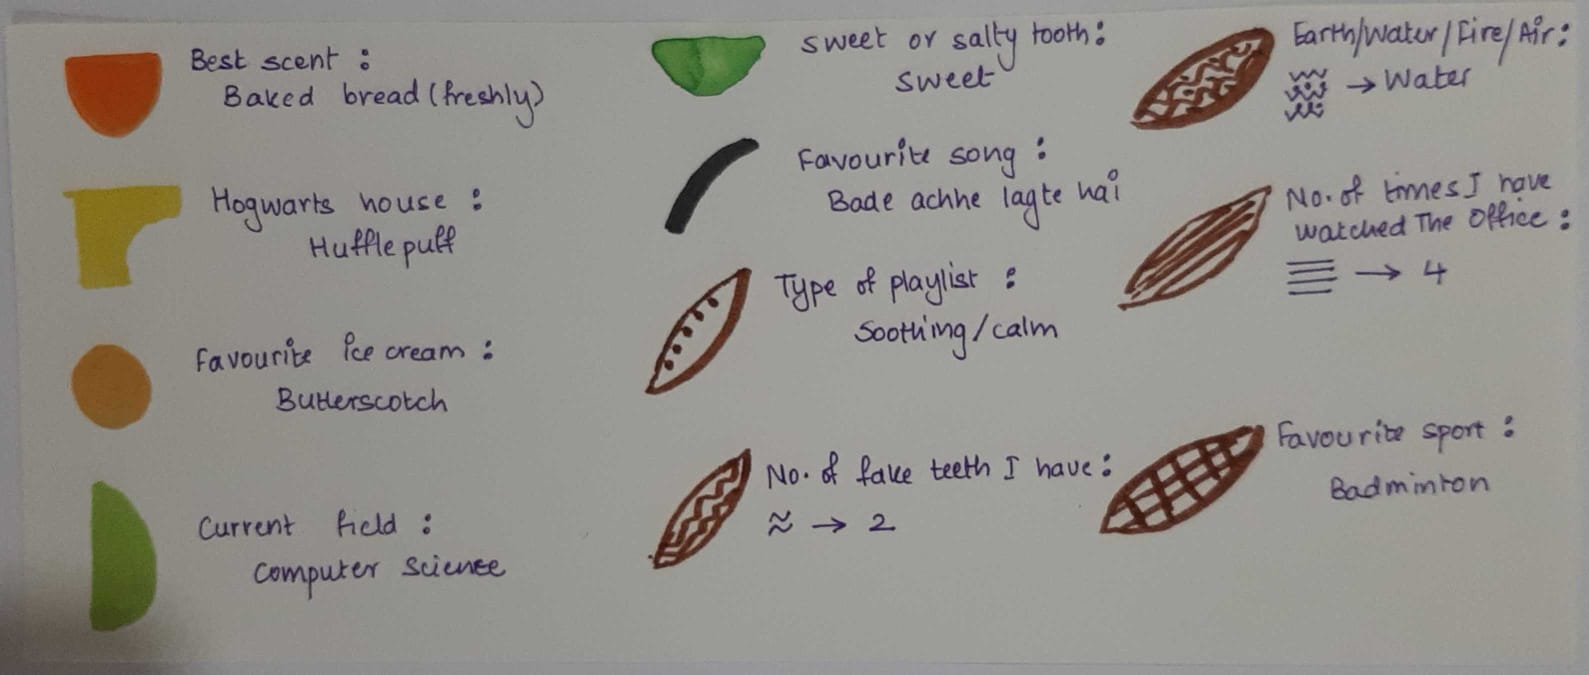 Best scent :
Baked bread (freshly)
Hogwarts house :
Hufflepuff
Favourite ice cream :
Butterscotch
Current field :
Computer Science
Sweet or salty tooth :
Sweet
Favourite song :
Bade achhe lagte hai
Type of playlist :
Soothing/calm
No. of fake teeth I have :
≈ → 2
Earth/Water/Fire/Air :
→ Water
No. of times I have
watched The Office :
→ 4
Favourite sport :
Badminton